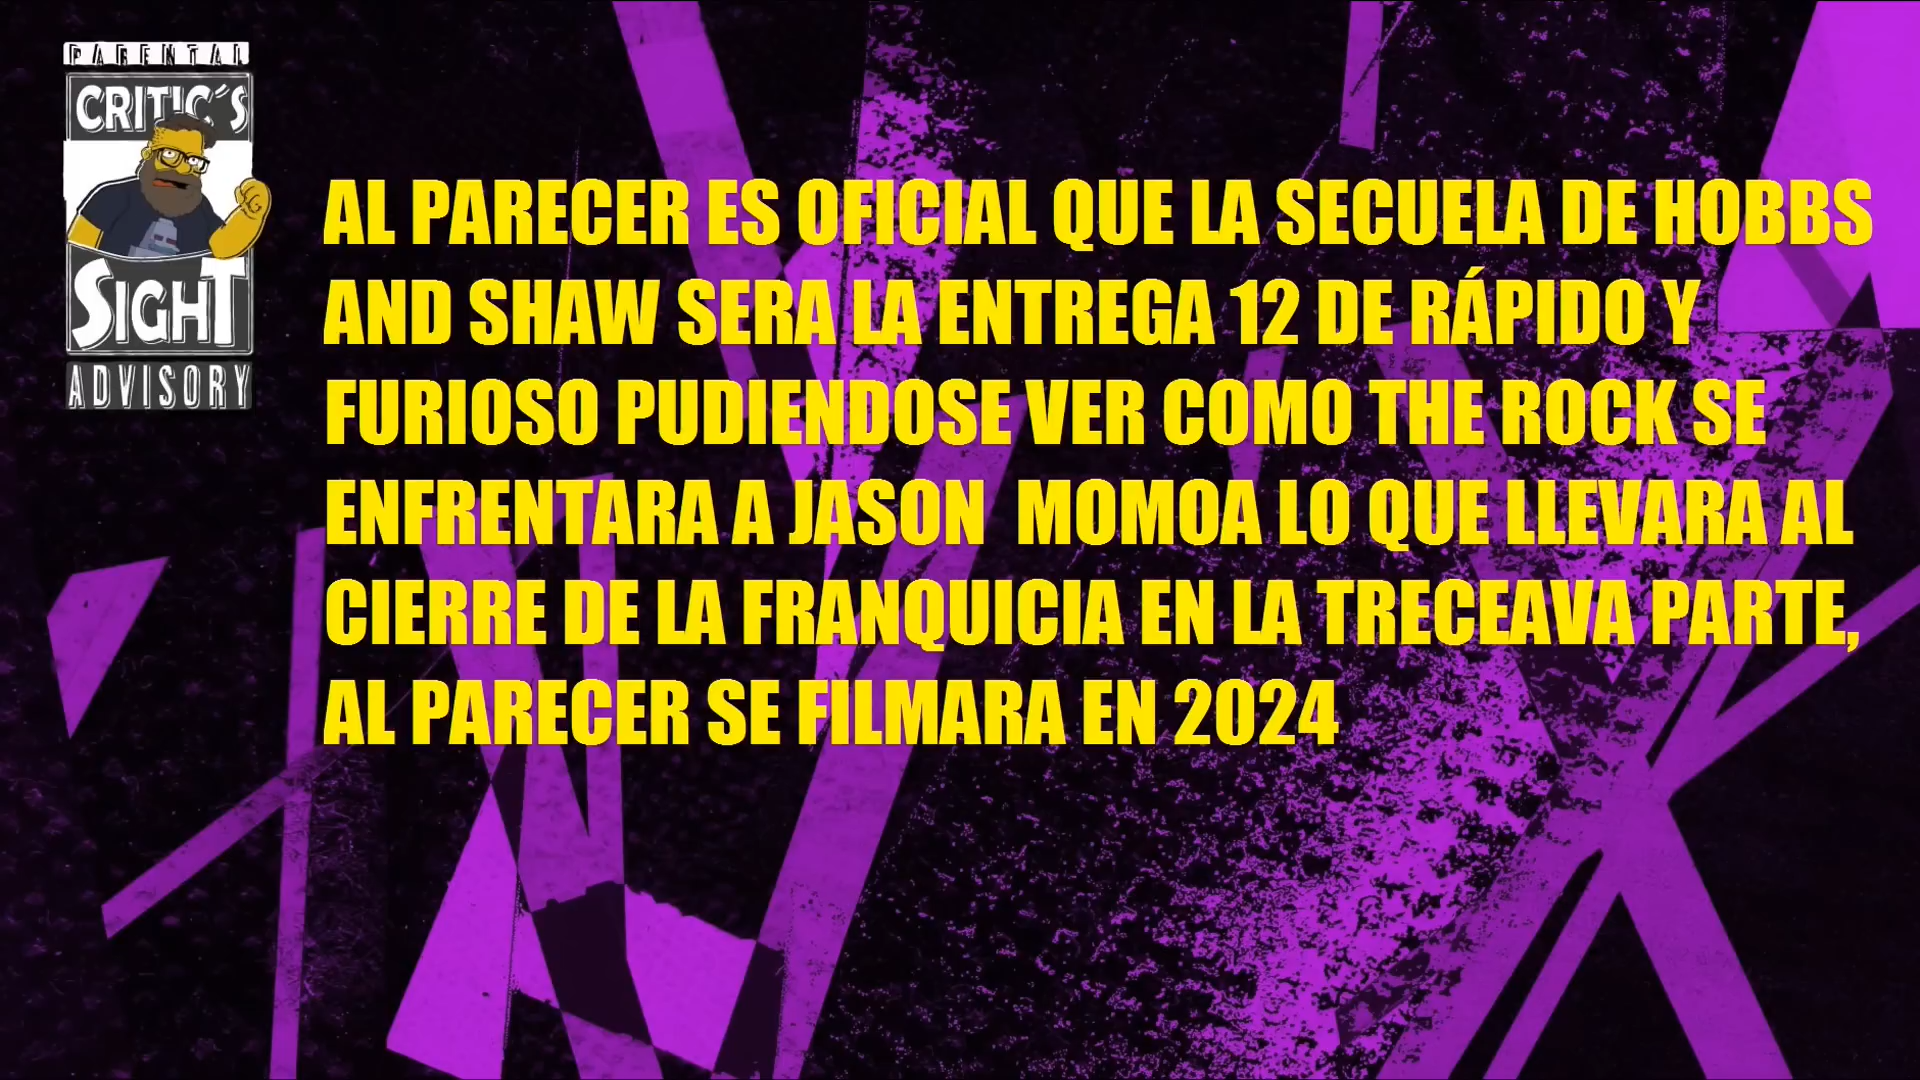 PARENTAL
CRITIC´S
SIGHT
ADVISORY
AL PARECER ES OFICIAL QUE LA SECUELA DE HOBBS
AND SHAW SERA LA ENTREGA 12 DE RÁPIDO Y
FURIOSO PUDIENDOSE VER COMO THE ROCK SE
ENFRENTARA A JASON  MOMOA LO QUE LLEVARA AL
CIERRE DE LA FRANQUICIA EN LA TRECEAVA PARTE,
AL PARECER SE FILMARA EN 2024